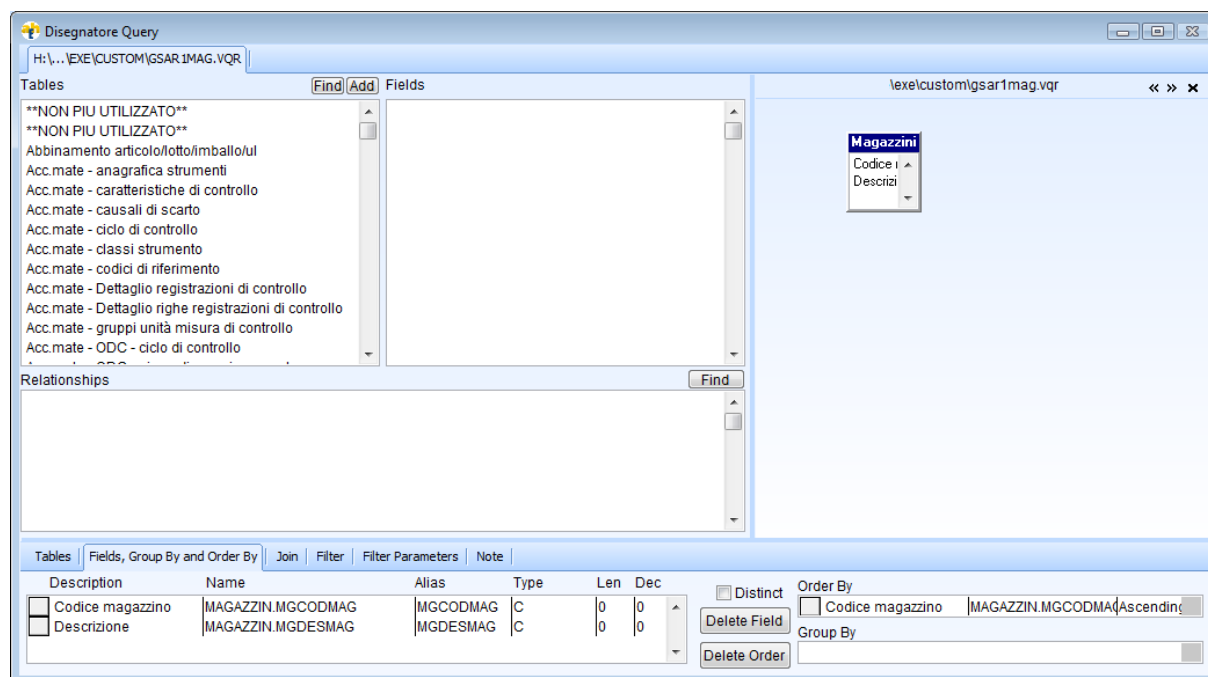 Disegnatore Query
H:\...\EXE\CUSTOM\GSAR1MAG.VQR
Tables Find Add Fields
\exe\custom\gsar1mag.vqr « » ×
**NON PIU UTILIZZATO**
**NON PIU UTILIZZATO**
Abbinamento articolo/lotto/imballo/ul
Acc.mate - anagrafica strumenti
Acc.mate - caratteristiche di controllo
Acc.mate - causali di scarto
Acc.mate - ciclo di controllo
Acc.mate - classi strumento
Acc.mate - codici di riferimento
Acc.mate - Dettaglio registrazioni di controllo
Acc.mate - Dettaglio righe registrazioni di controllo
Acc.mate - gruppi unità misura di controllo
Acc.mate - ODC - ciclo di controllo
Magazzini
Codice
Descrizi
Relationships Find
Tables Fields, Group By and Order By Join Filter Filter Parameters Note
Description Name Alias Type Len Dec
Codice magazzino MAGAZZIN.MGCODMAG MGCODMAG C 0 0
Descrizione MAGAZZIN.MGDESMAG MGDESMAG C 0 0
Distinct
Delete Field
Delete Order
Order By
Codice magazzino MAGAZZIN.MGCODMA Ascending
Group By